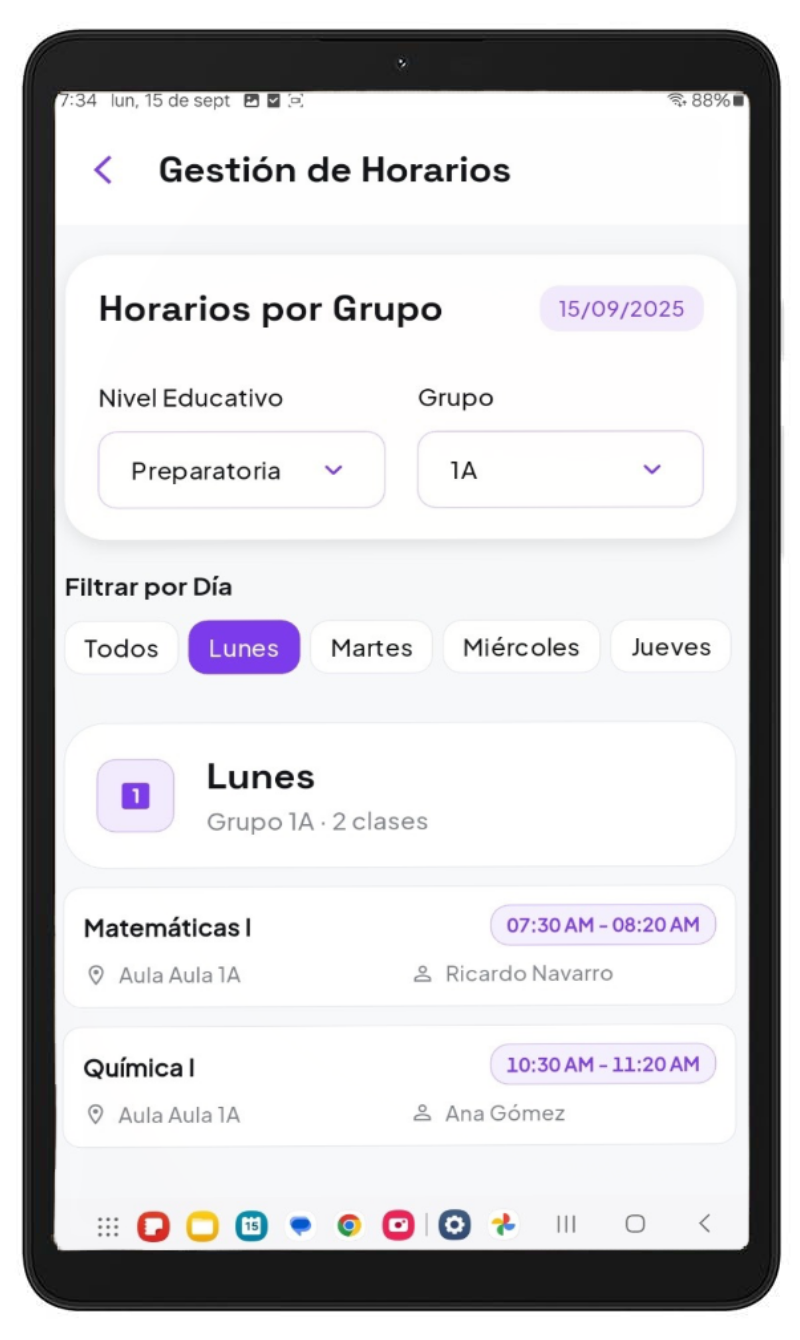 7:34 lun, 15 de sept 88%
Gestión de Horarios
Horarios por Grupo 15/09/2025
Nivel Educativo Grupo
Preparatoria 1A
Filtrar por Día
Todos Lunes Martes Miércoles Jueves
1 Lunes
Grupo 1A · 2 clases
Matemáticas I 07:30 AM - 08:20 AM
Aula Aula 1A Ricardo Navarro
Química I 10:30 AM - 11:20 AM
Aula Aula 1A Ana Gómez
15